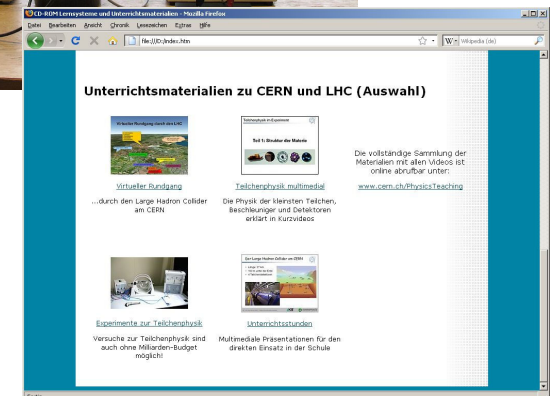 CD-ROM Lernsysteme und Unterrichtsmaterialien - Mozilla Firefox
Datei Bearbeiten Ansicht Chronik Lesezeichen Extras Hilfe
file:///D:/index.htm
Wikipedia (de)
Unterrichtsmaterialien zu CERN und LHC (Auswahl)
Virtueller Rundgang durch den LHC
Teilchenphysik im Experiment
Teil 1: Struktur der Materie
Virtueller Rundgang
...durch den Large Hadron Collider
am CERN
Teilchenphysik multimedial
Die Physik der kleinsten Teilchen,
Beschleuniger und Detektoren
erklärt in Kurzvideos
Die vollständige Sammlung der
Materialien mit allen Videos ist
online abrufbar unter:
www.cern.ch/PhysicsTeaching
Der Large Hadron Collider am CERN
Experimente zur Teilchenphysik
Versuche zur Teilchenphysik sind
auch ohne Milliarden-Budget
möglich!
Unterrichtsstunden
Multimediale Präsentationen für den
direkten Einsatz in der Schule